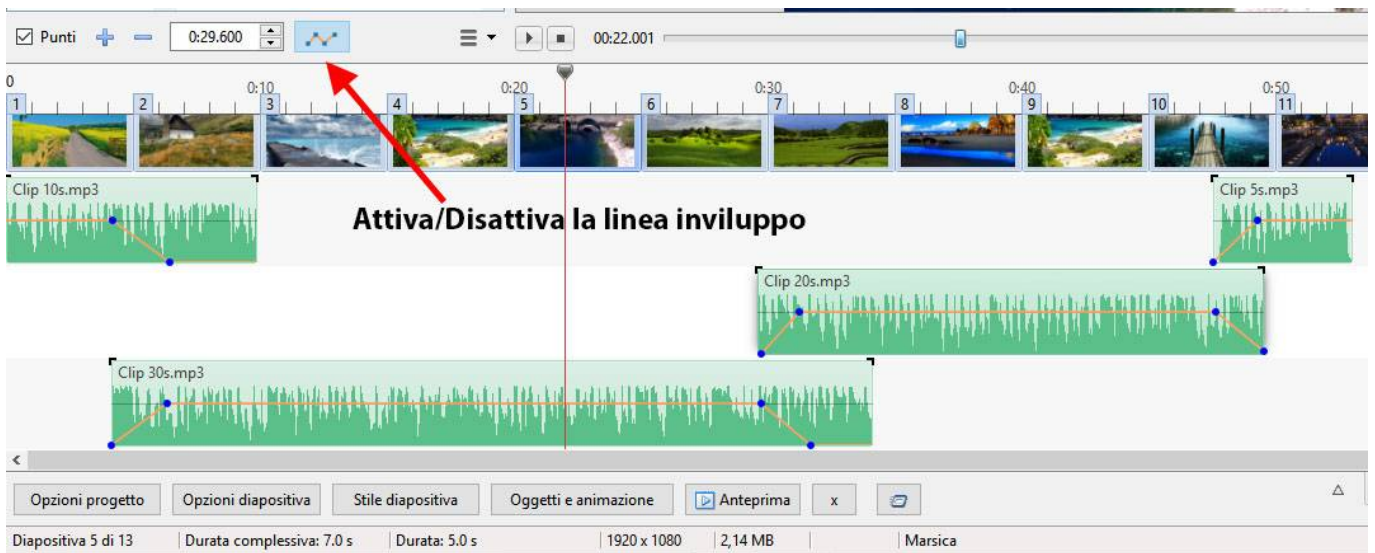 Punti 0:29.600 00:22.001
0 0:10 0:20 0:30 0:40 0:50
1 2 3 4 5 6 7 8 9 10 11
Clip 10s.mp3 Clip 5s.mp3
Attiva/Disattiva la linea inviluppo
Clip 20s.mp3
Clip 30s.mp3
Opzioni progetto Opzioni diapositiva Stile diapositiva Oggetti e animazione Anteprima x
Diapositiva 5 di 13 Durata complessiva: 7.0 s Durata: 5.0 s 1920 x 1080 2,14 MB Marsica